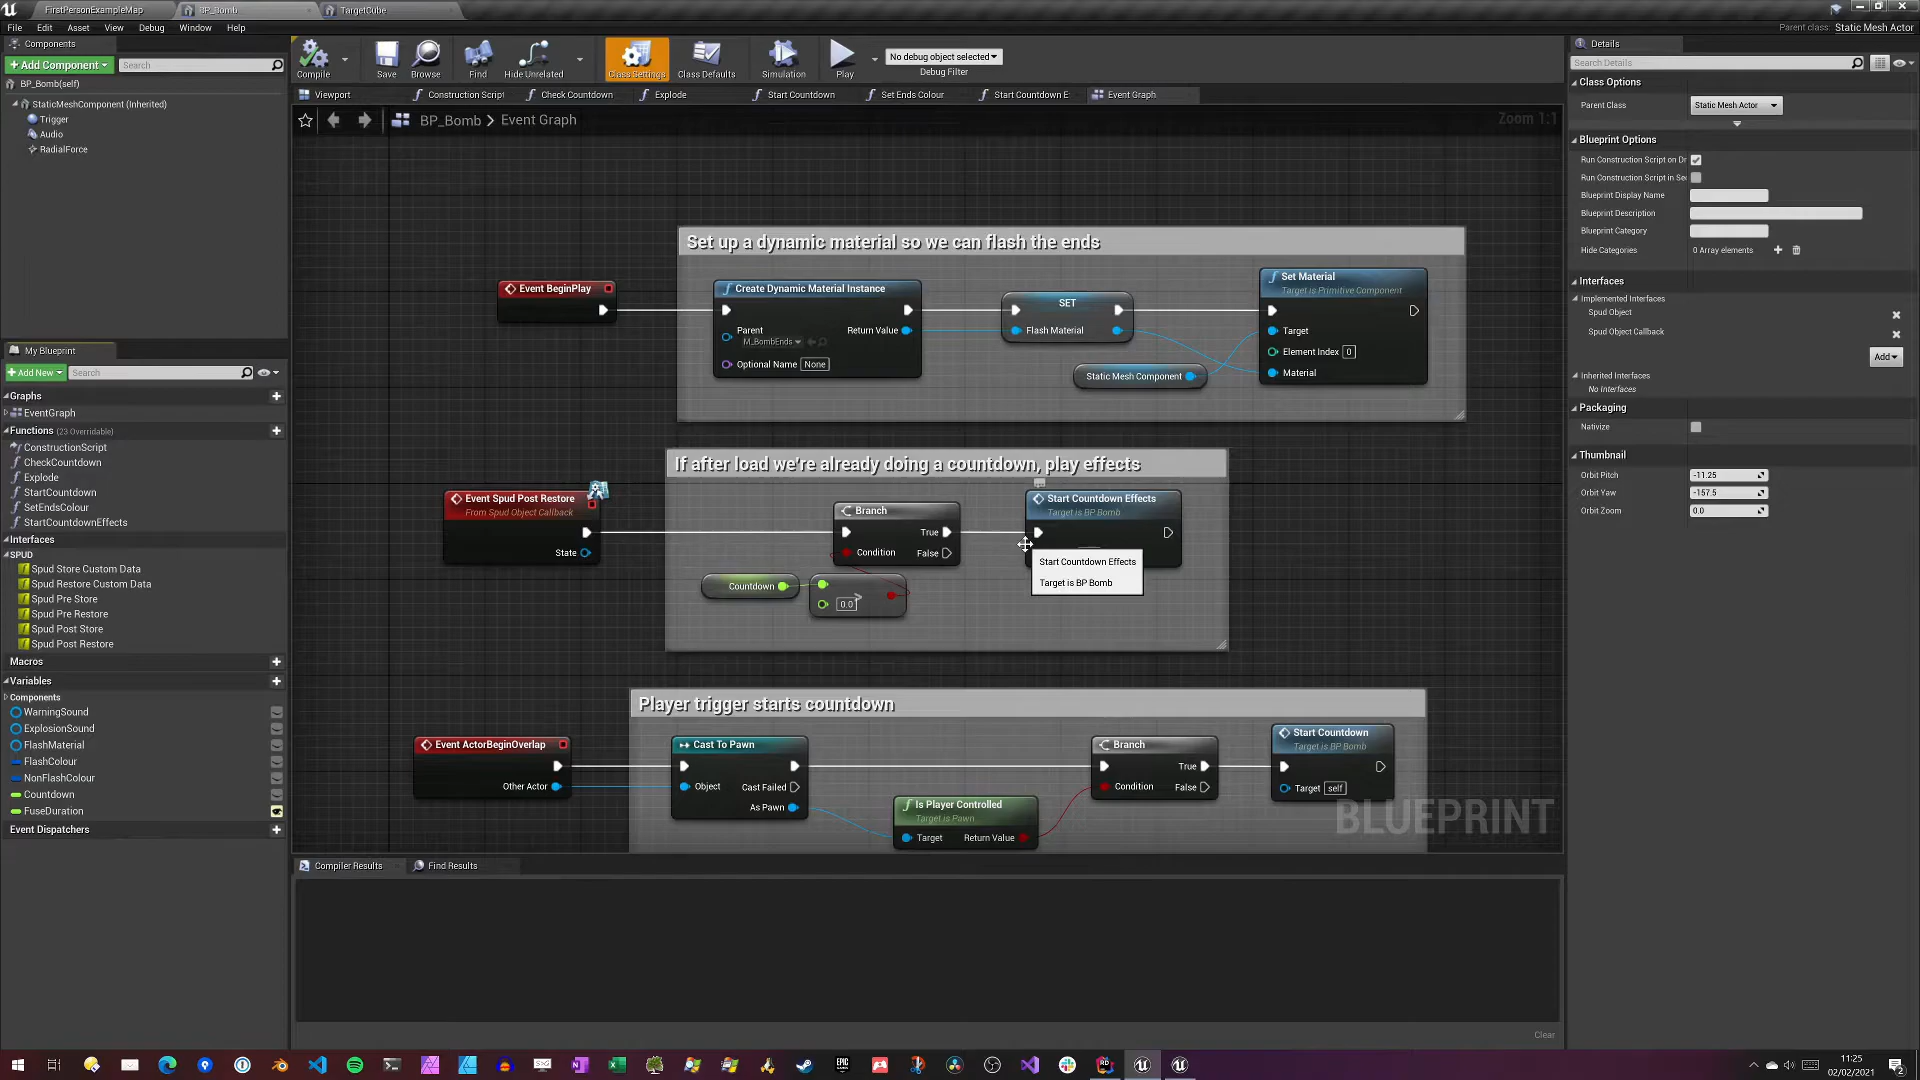 FirstPersonExampleMap
BP_Bomb
TargetCube
File Edit Asset View Debug Window Help
Parent class: Static Mesh Actor
Components
+ Add Component
Search
BP_Bomb(self)
StaticMeshComponent (Inherited)
Trigger
Audio
RadialForce
My Blueprint
+ Add New
Search
Graphs
EventGraph
Functions (23 Overridable)
ConstructionScript
CheckCountdown
Explode
StartCountdown
SetEndsColour
StartCountdownEffects
Interfaces
SPUD
Spud Store Custom Data
Spud Restore Custom Data
Spud Pre Store
Spud Pre Restore
Spud Post Store
Spud Post Restore
Macros
Variables
Components
WarningSound
ExplosionSound
FlashMaterial
FlashColour
NonFlashColour
Countdown
FuseDuration
Event Dispatchers
Compile
Save
Browse
Find
Hide Unrelated
Class Settings
Class Defaults
Simulation
Play
No debug object selected
Debug Filter
Viewport
Construction Scrip
Check Countdown
Explode
Start Countdown
Set Ends Colour
Start Countdown E
Event Graph
BP_Bomb > Event Graph
Zoom 1:1
Set up a dynamic material so we can flash the ends
Event BeginPlay
Create Dynamic Material Instance
Parent
M_BombEnds
Return Value
Optional Name None
SET
Flash Material
Static Mesh Component
Set Material
Target is Primitive Component
Target
Element Index 0
Material
If after load we're already doing a countdown, play effects
Event Spud Post Restore
From Spud Object Callback
State
Branch
True
Condition
False
Countdown
0.0
>
Start Countdown Effects
Target is BP Bomb
Start Countdown Effects
Target is BP Bomb
Player trigger starts countdown
Event ActorBeginOverlap
Other Actor
Cast To Pawn
Object
Cast Failed
As Pawn
Is Player Controlled
Target is Pawn
Target
Return Value
Branch
True
Condition
False
Start Countdown
Target is BP Bomb
Target self
BLUEPRINT
Compiler Results
Find Results
Clear
Details
Search Details
Class Options
Parent Class
Static Mesh Actor
Blueprint Options
Run Construction Script on Dr
Run Construction Script in Se
Blueprint Display Name
Blueprint Description
Blueprint Category
Hide Categories
0 Array elements
Interfaces
Implemented Interfaces
Spud Object
Spud Object Callback
Add
Inherited Interfaces
No Interfaces
Packaging
Nativize
Thumbnail
Orbit Pitch -11.25
Orbit Yaw -157.5
Orbit Zoom 0.0
11:25
02/02/2021